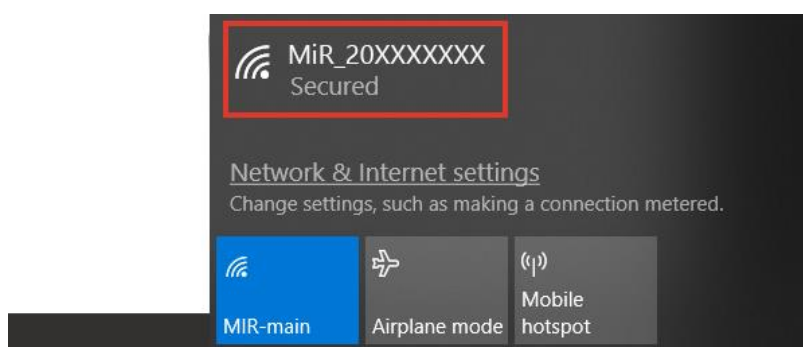 MiR_20XXXXXXX
Secured
Network & Internet settings
Change settings, such as making a connection metered.
MIR-main
Airplane mode
Mobile
hotspot